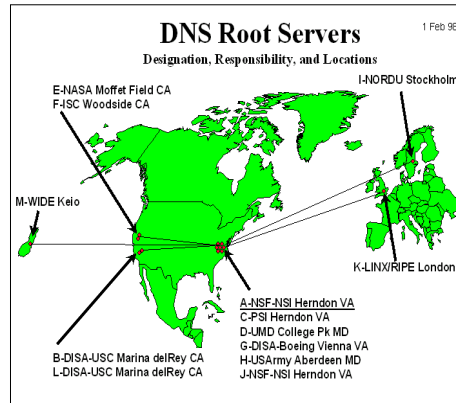 DNS Root Servers
1 Feb 98
Designation, Responsibility, and Locations
E-NASA Moffet Field CA
F-ISC Woodside CA
I-NORDU Stockholm
M-WIDE Keio
K-LINX/RIPE London
A-NSF-NSI Herndon VA
C-PSI Herndon VA
D-UMD College Pk MD
G-DISA-Boeing Vienna VA
H-USArmy Aberdeen MD
J-NSF-NSI Herndon VA
B-DISA-USC Marina delRey CA
L-DISA-USC Marina delRey CA